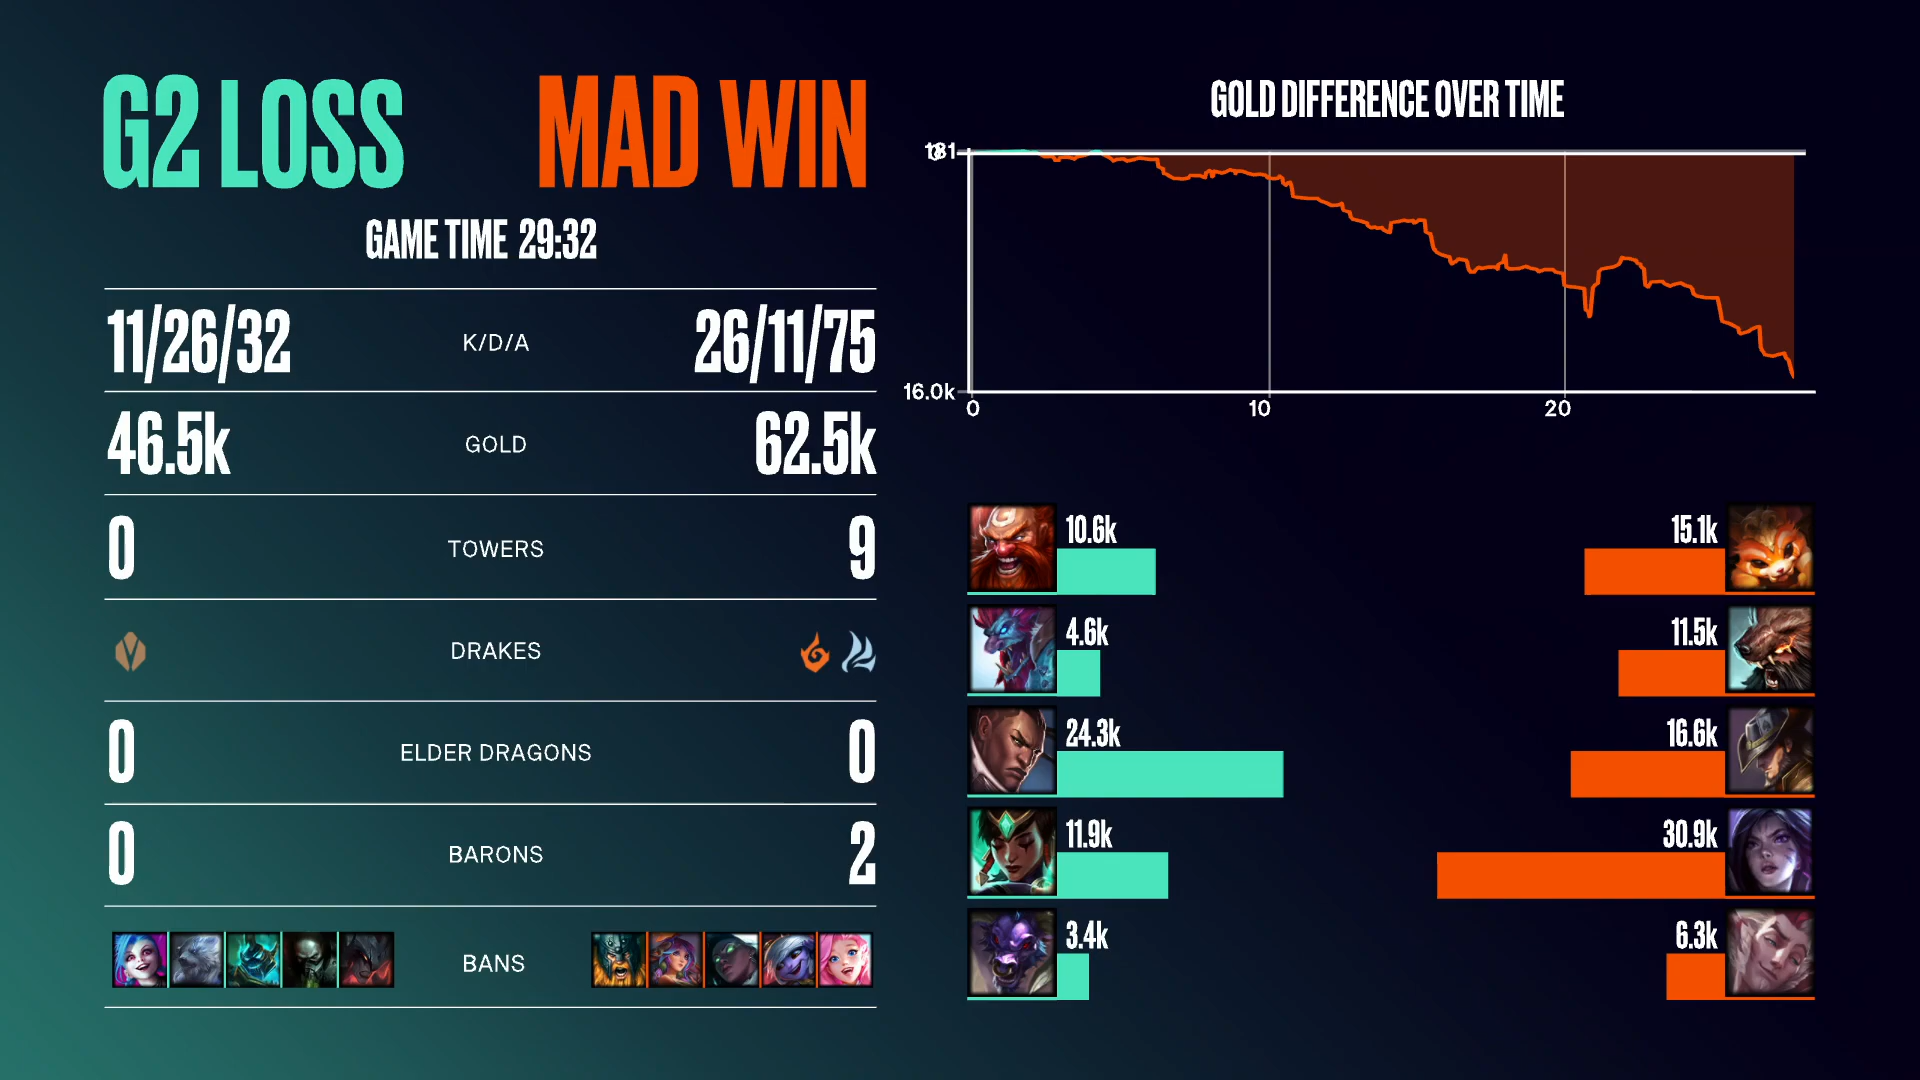 G2 LOSS
MAD WIN
GAME TIME 29:32
11/26/32 K/D/A 26/11/75
46.5k GOLD 62.5k
0 TOWERS 9
DRAKES
0 ELDER DRAGONS 0
0 BARONS 2
BANS
GOLD DIFFERENCE OVER TIME
16.0k
0 10 20
10.6k 15.1k
4.6k 11.5k
24.3k 16.6k
11.9k 30.9k
3.4k 6.3k